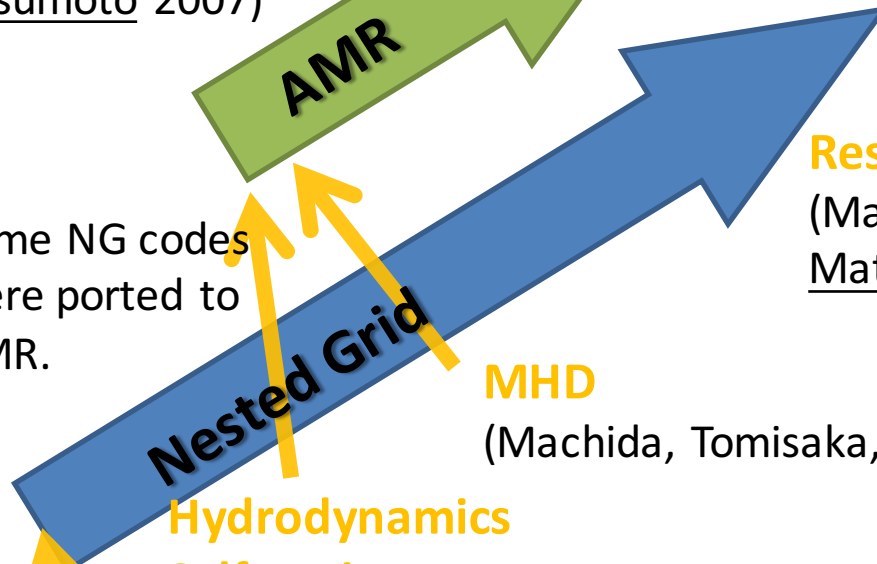 sumoto 2007)
AMR
Res
(Ma
Mat
me NG codes
ere ported to
MR.
Nested Grid
MHD
(Machida, Tomisaka,
Hydrodynamics